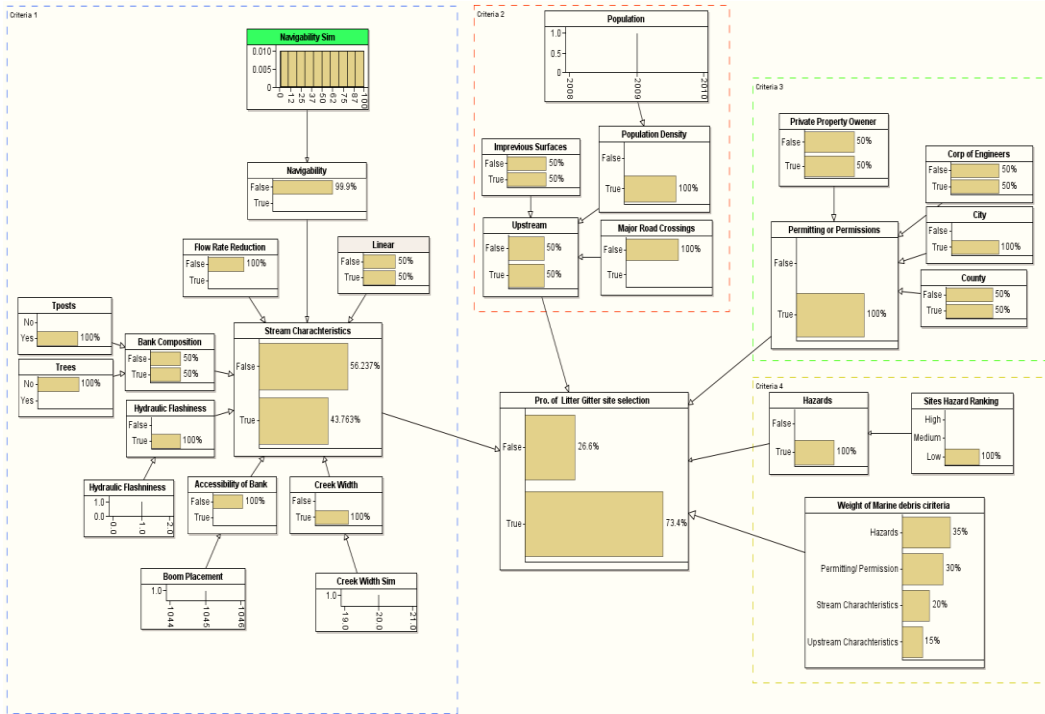 Criteria 1
Navigability Sim
0.010
0.005
0.000
0 12 25 37 50 62 75 87 100
Navigability
False 99.9%
True
Flow Rate Reduction
False 100%
True
Linear
False 50%
True 50%
Tposts
No
Yes 100%
Trees
No 100%
Yes
Bank Composition
False 50%
True 50%
Stream Charachteristics
False 56.237%
True 43.763%
Hydraulic Flashiness
False
True 100%
Hydraulic Flashniness
1.0
0.0
-0.0 -1.0 -2.0
Accessibility of Bank
False 100%
True
Creek Width
False
True 100%
Boom Placement
1.0
-1044 -1045 -1046
Creek Width Sim
1.0
-19.0 -20.0 -21.0
Criteria 2
Population
1.0
0.5
0
2008 2009 2010
Imprevious Surfaces
False 50%
True 50%
Population Density
False
True 100%
Upstream
False 50%
True 50%
Major Road Crossings
False 100%
True
Criteria 3
Private Property Owener
False 50%
True 50%
Corp of Engineers
False 50%
True 50%
City
False
True 100%
County
False 50%
True 50%
Permitting or Permissions
False
True 100%
Pro. of Litter Gitter site selection
False 26.6%
True 73.4%
Criteria 4
Hazards
False
True 100%
Sites Hazard Ranking
High
Medium
Low 100%
Weight of Marine debris ciriteria
Hazards 35%
Permitting/ Permission 30%
Stream Charachteristics 20%
Upstream Charachteristics 15%